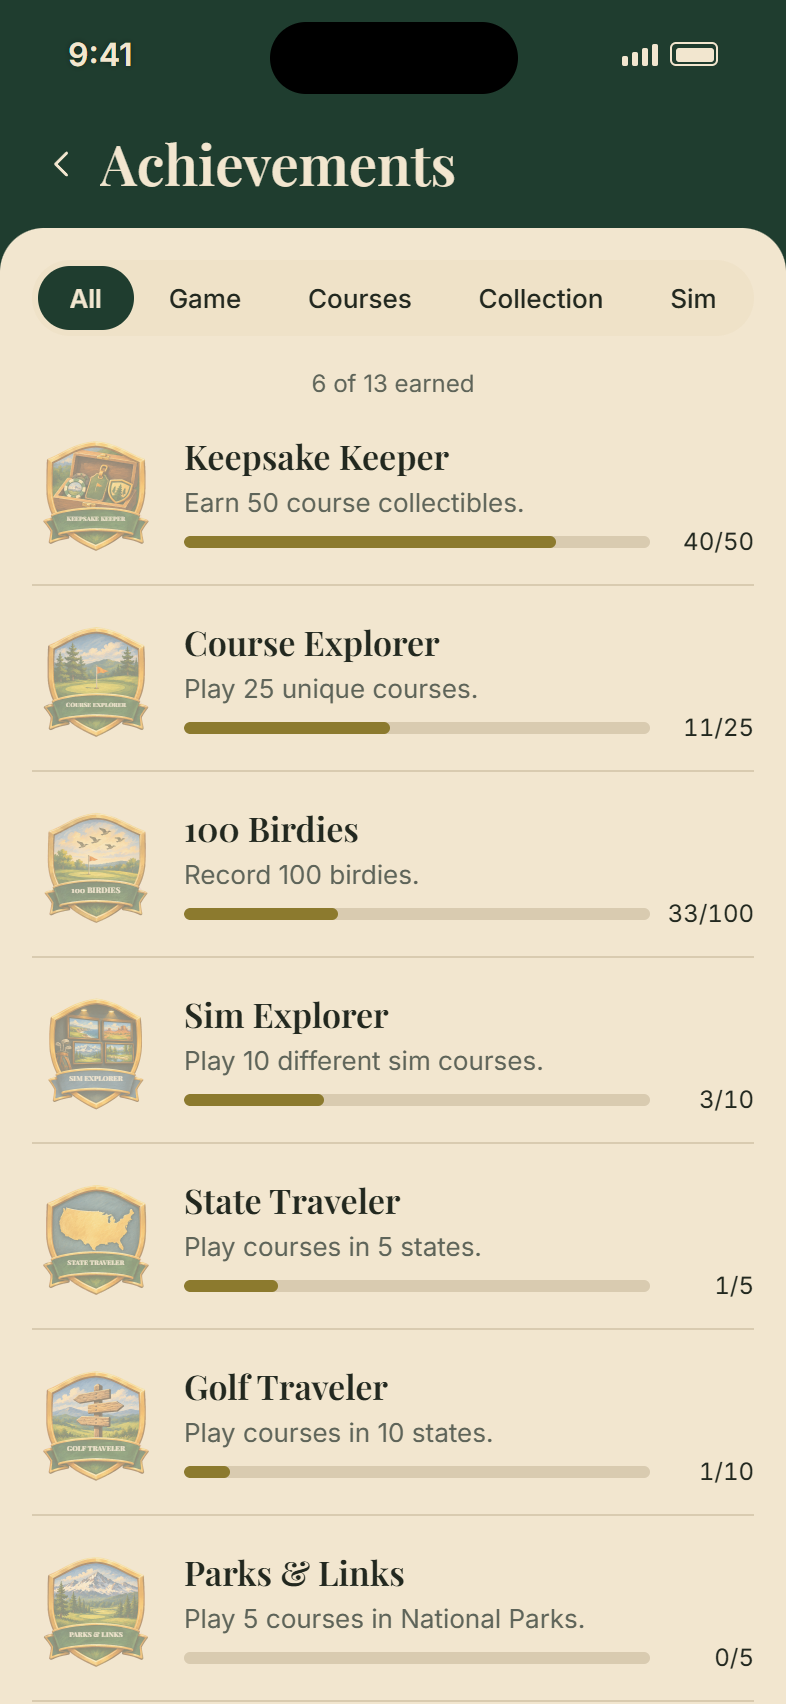 9:41
Achievements
All Game Courses Collection Sim
6 of 13 earned
KEEPSAKE KEEPER
Keepsake Keeper
Earn 50 course collectibles.
40/50
COURSE EXPLORER
Course Explorer
Play 25 unique courses.
11/25
100 BIRDIES
100 Birdies
Record 100 birdies.
33/100
SIM EXPLORER
Sim Explorer
Play 10 different sim courses.
3/10
STATE TRAVELER
State Traveler
Play courses in 5 states.
1/5
GOLF TRAVELER
Golf Traveler
Play courses in 10 states.
1/10
PARKS & LINKS
Parks & Links
Play 5 courses in National Parks.
0/5